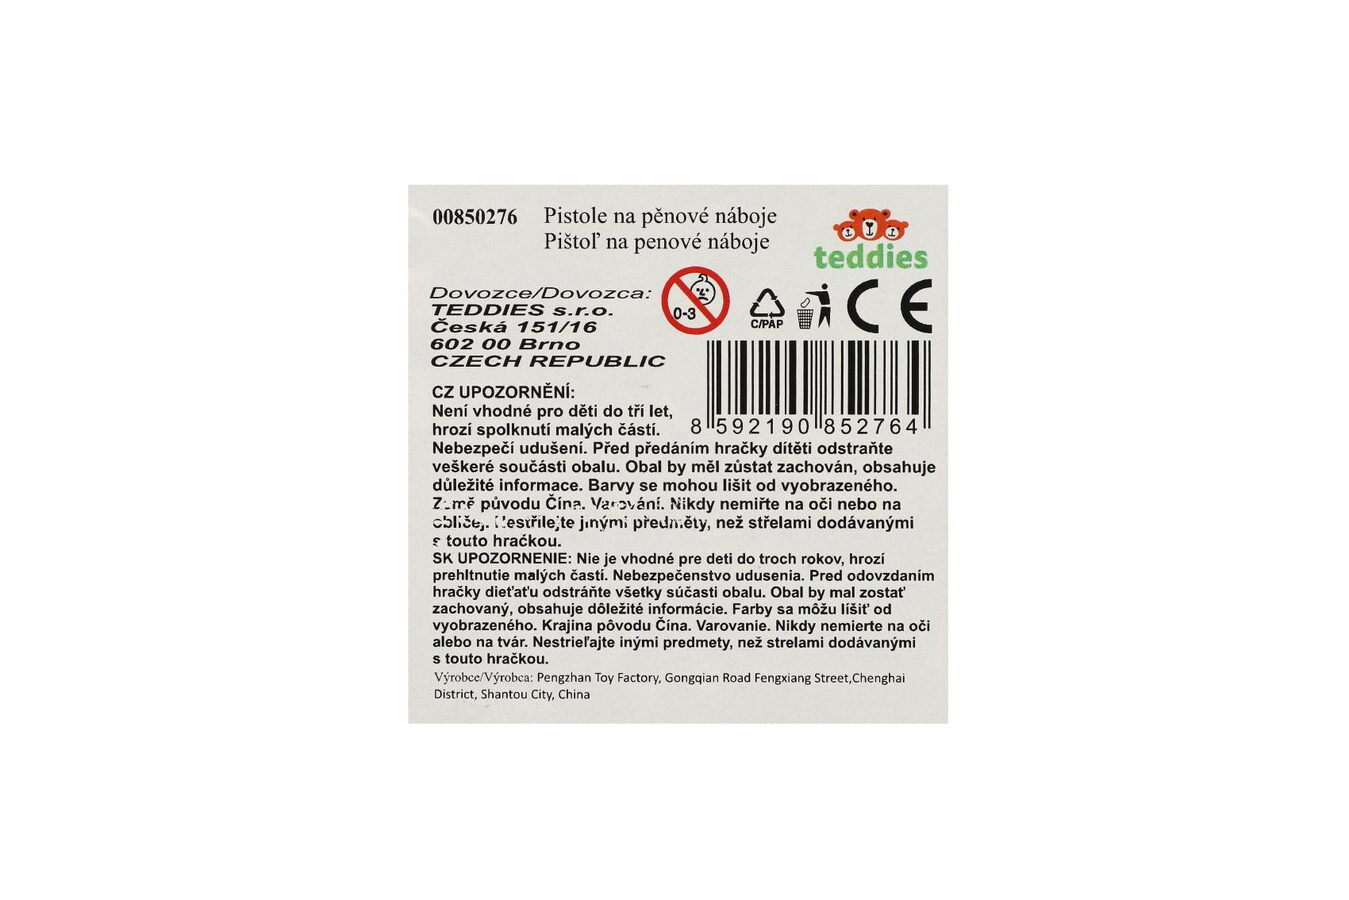 00850276 Pistole na pěnové náboje
Pištoľ na penové náboje
teddies
Dovozce/Dovozca:
TEDDIES s.r.o.
Česká 151/16
602 00 Brno
CZECH REPUBLIC
0-3
C/PAP
CE
8 592190 852764
CZ UPOZORNĚNÍ:
Není vhodné pro děti do tří let,
hrozí spolknutí malých částí.
Nebezpečí udušení. Před předáním hračky dítěti odstraňte
veškeré součásti obalu. Obal by měl zůstat zachován, obsahuje
důležité informace. Barvy se mohou lišit od vyobrazeného.
Země původu Čína. Varování. Nikdy nemiřte na oči nebo na
obličej. Nestřílejte jinými předměty, než střelami dodávanými
s touto hračkou.
SK UPOZORNENIE: Nie je vhodné pre deti do troch rokov, hrozí
prehltnutie malých častí. Nebezpečenstvo udusenia. Pred odovzdaním
hračky dieťaťu odstráňte všetky súčasti obalu. Obal by mal zostať
zachovaný, obsahuje dôležité informácie. Farby sa môžu líšiť od
vyobrazeného. Krajina pôvodu Čína. Varovanie. Nikdy nemierte na oči
alebo na tvár. Nestrieľajte inými predmety, než strelami dodávanými
s touto hračkou.
Výrobce/Výrobca: Pengzhan Toy Factory, Gongqian Road Fengxiang Street,Chenghai
District, Shantou City, China